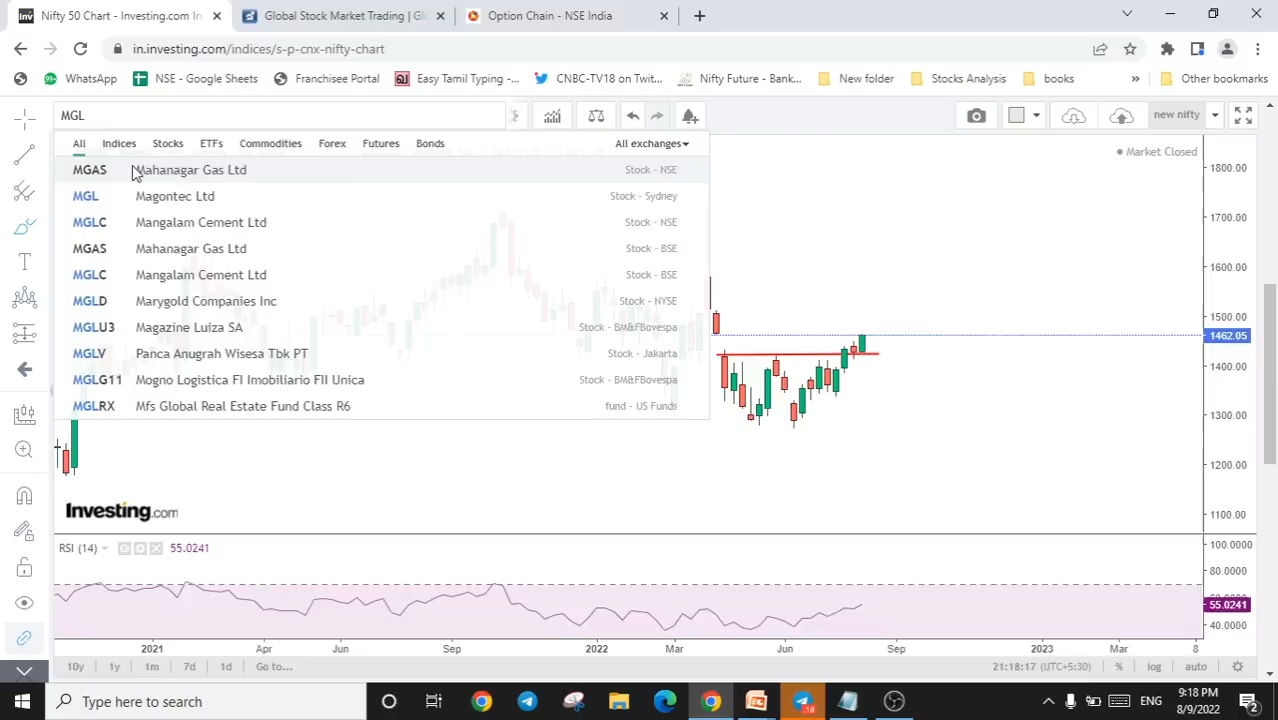 Nifty 50 Chart - Investing.com In
Global Stock Market Trading | Gl
Option Chain - NSE India
in.investing.com/indices/s-p-cnx-nifty-chart
WhatsApp
NSE - Google Sheets
Franchisee Portal
Easy Tamil Typing -...
CNBC-TV18 on Twit...
Nifty Future - Bank...
New folder
Stocks Analysis
books
»
Other bookmarks
MGL
new nifty
All Indices Stocks ETFs Commodities Forex Futures Bonds All exchanges
Market Closed
MGAS Mahanagar Gas Ltd Stock - NSE
MGL Magontec Ltd Stock - Sydney
MGLC Mangalam Cement Ltd Stock - NSE
MGAS Mahanagar Gas Ltd Stock - BSE
MGLC Mangalam Cement Ltd Stock - BSE
MGLD Marygold Companies Inc Stock - NYSE
MGLU3 Magazine Luiza SA Stock - BM&FBovespa
MGLV Panca Anugrah Wisesa Tbk PT Stock - Jakarta
MGLG11 Mogno Logistica FI Imobiliario FII Unica Stock - BM&FBovespa
MGLRX Mfs Global Real Estate Fund Class R6 fund - US Funds
1800.00
1700.00
1600.00
1500.00
1462.05
1400.00
1300.00
1200.00
1100.00
Investing.com
RSI (14) 55.0241
100.0000
80.0000
55.0241
40.0000
2021 Apr Jun Sep 2022 Mar Jun Sep 2023 Mar 8
10y 1y 1m 7d 1d Go to... 21:18:17 (UTC+5:30) % log auto
Type here to search
18
ENG
9:18 PM
8/9/2022
2